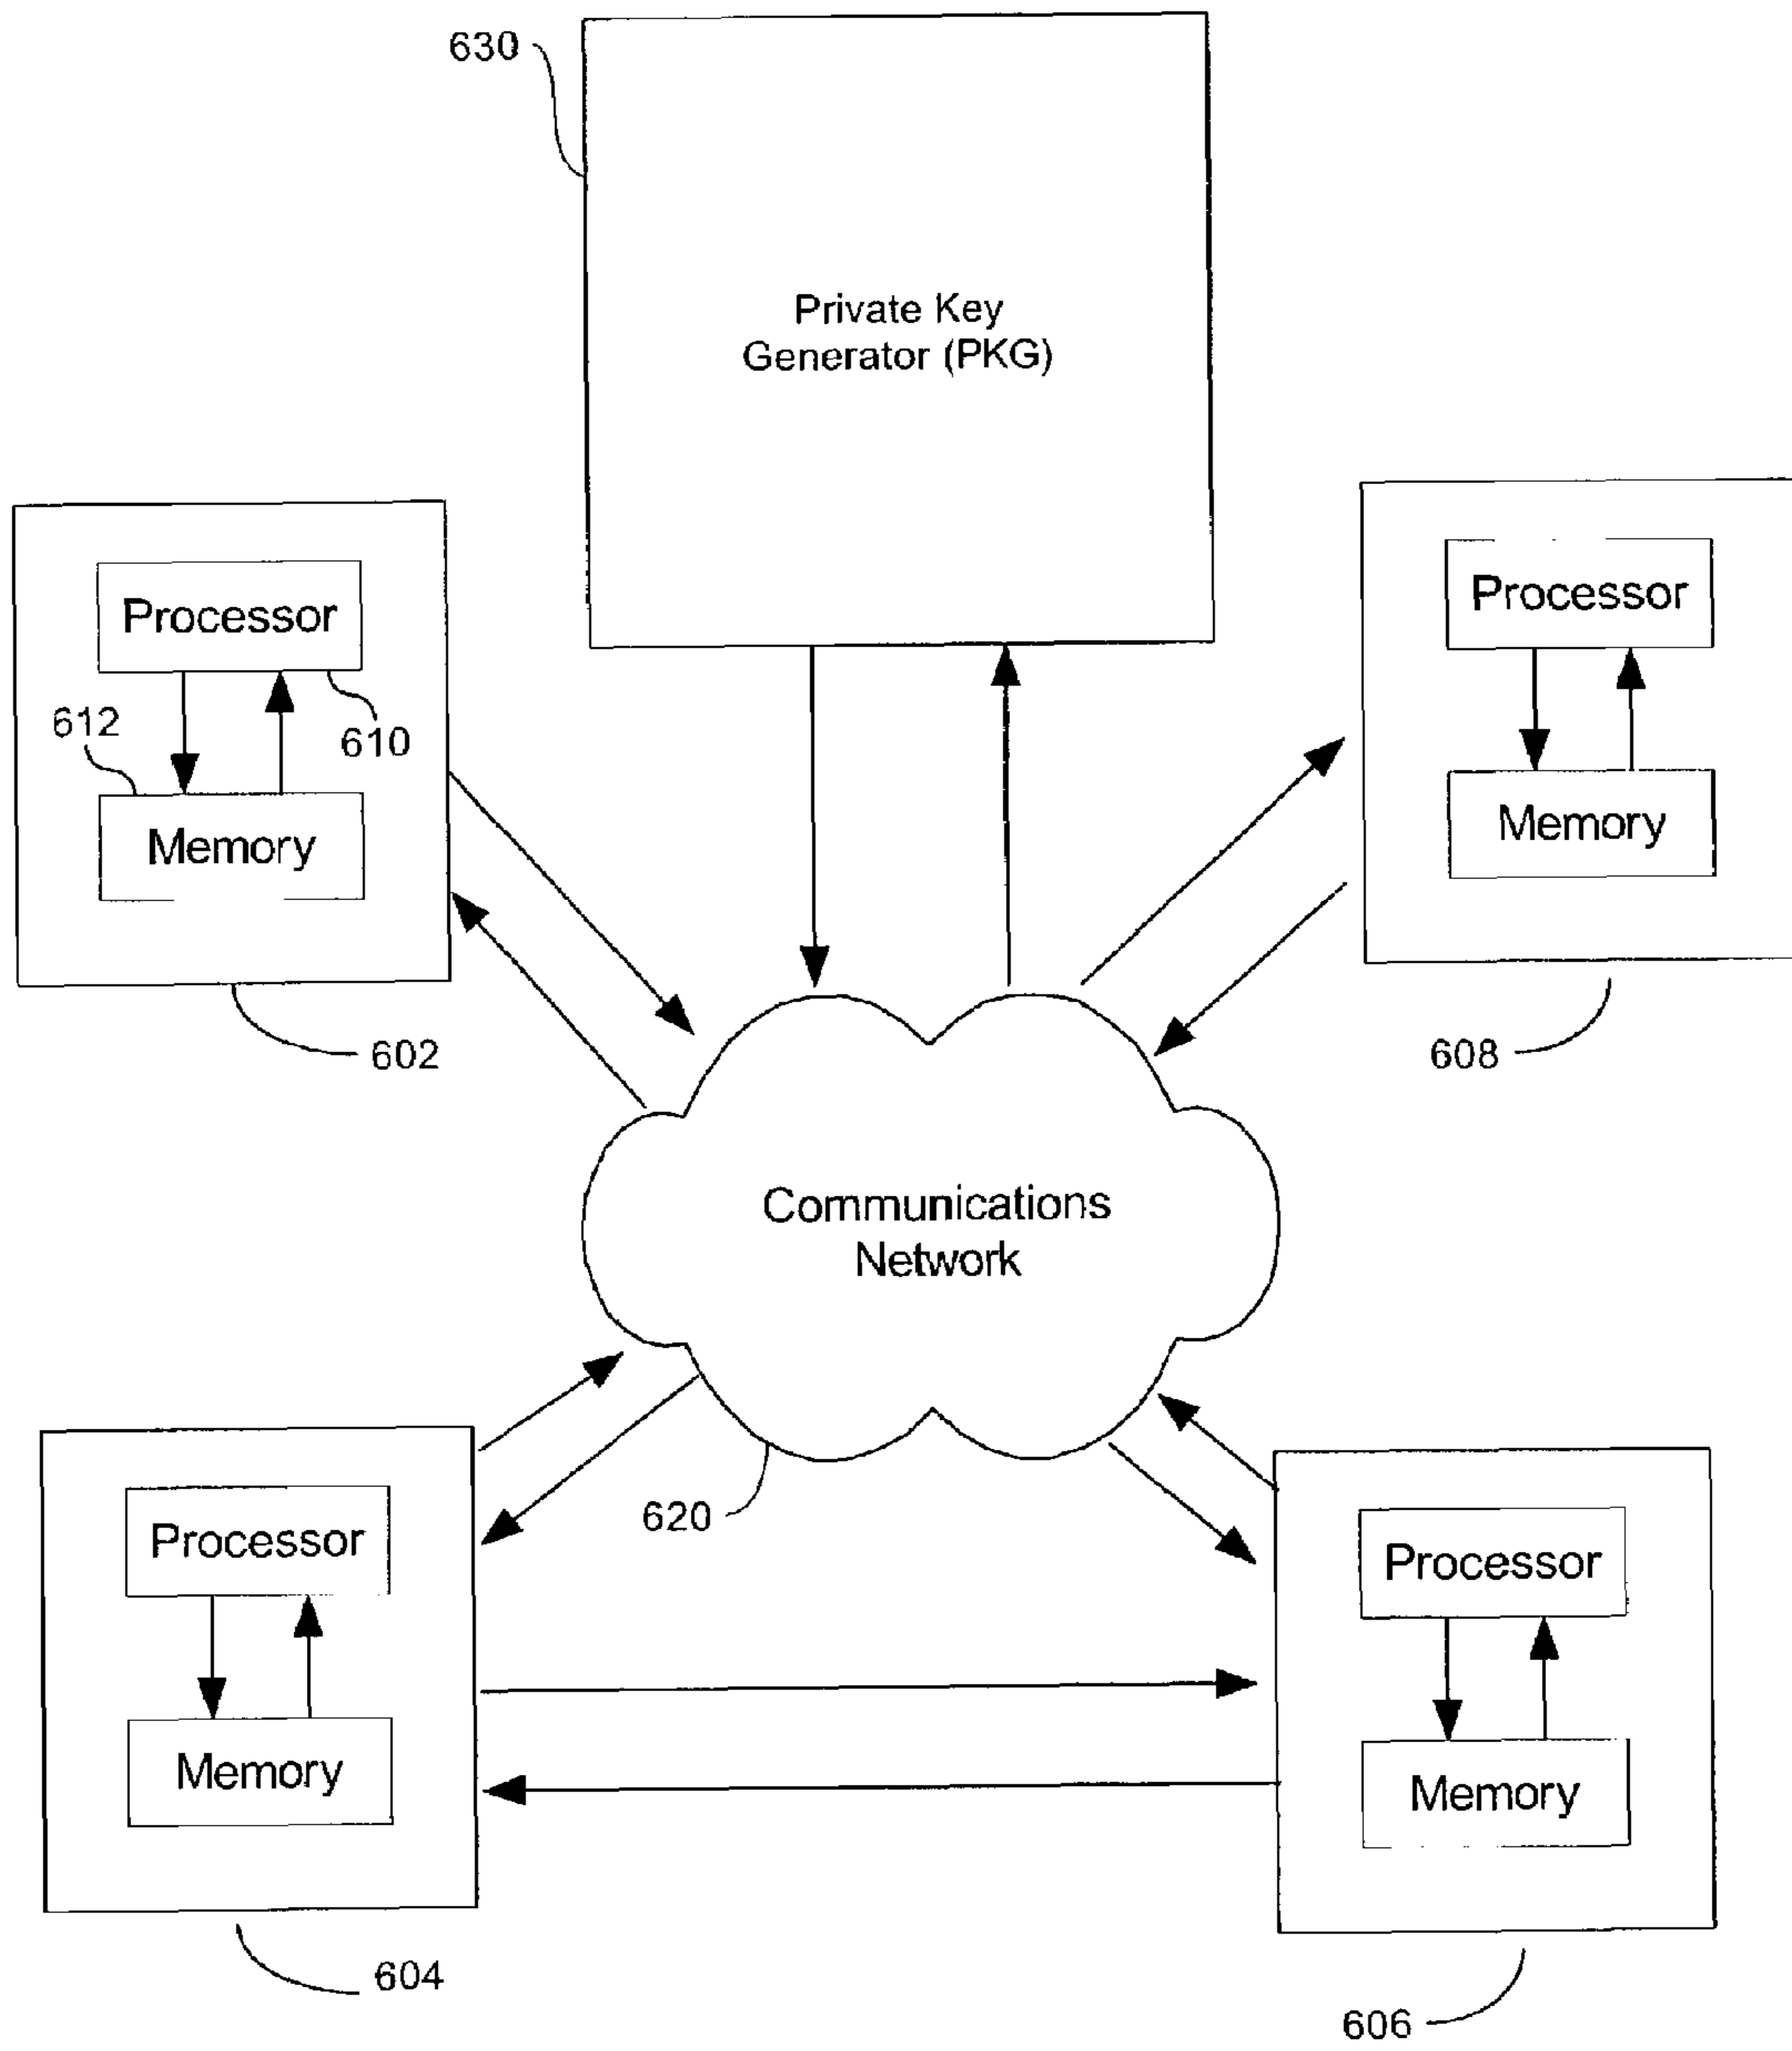 630
Private Key
Generator (PKG)
Processor
612
610
Memory
602
Processor
Memory
608
Communications
Network
620
Processor
Memory
604
Processor
Memory
606